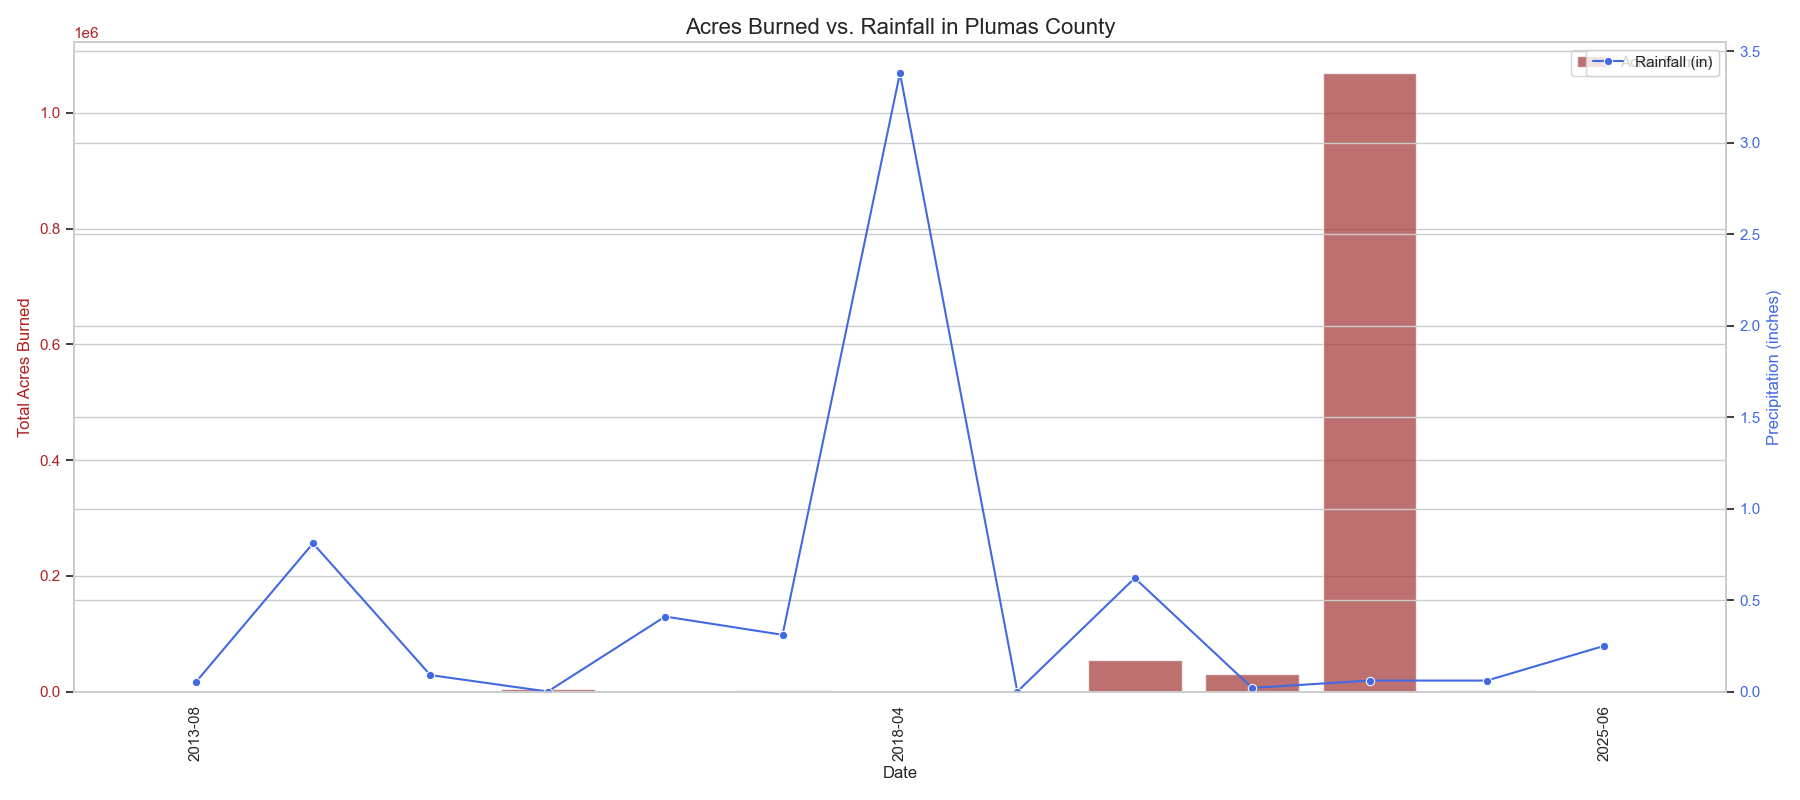 Acres Burned vs. Rainfall in Plumas County
1e6
Rainfall (in)
3.5
1.0
3.0
0.8
2.5
0.6
2.0
1.5
0.4
1.0
0.2
0.5
0.0
0.0
Total Acres Burned
Precipitation (inches)
2013-08
2018-04
2025-06
Date